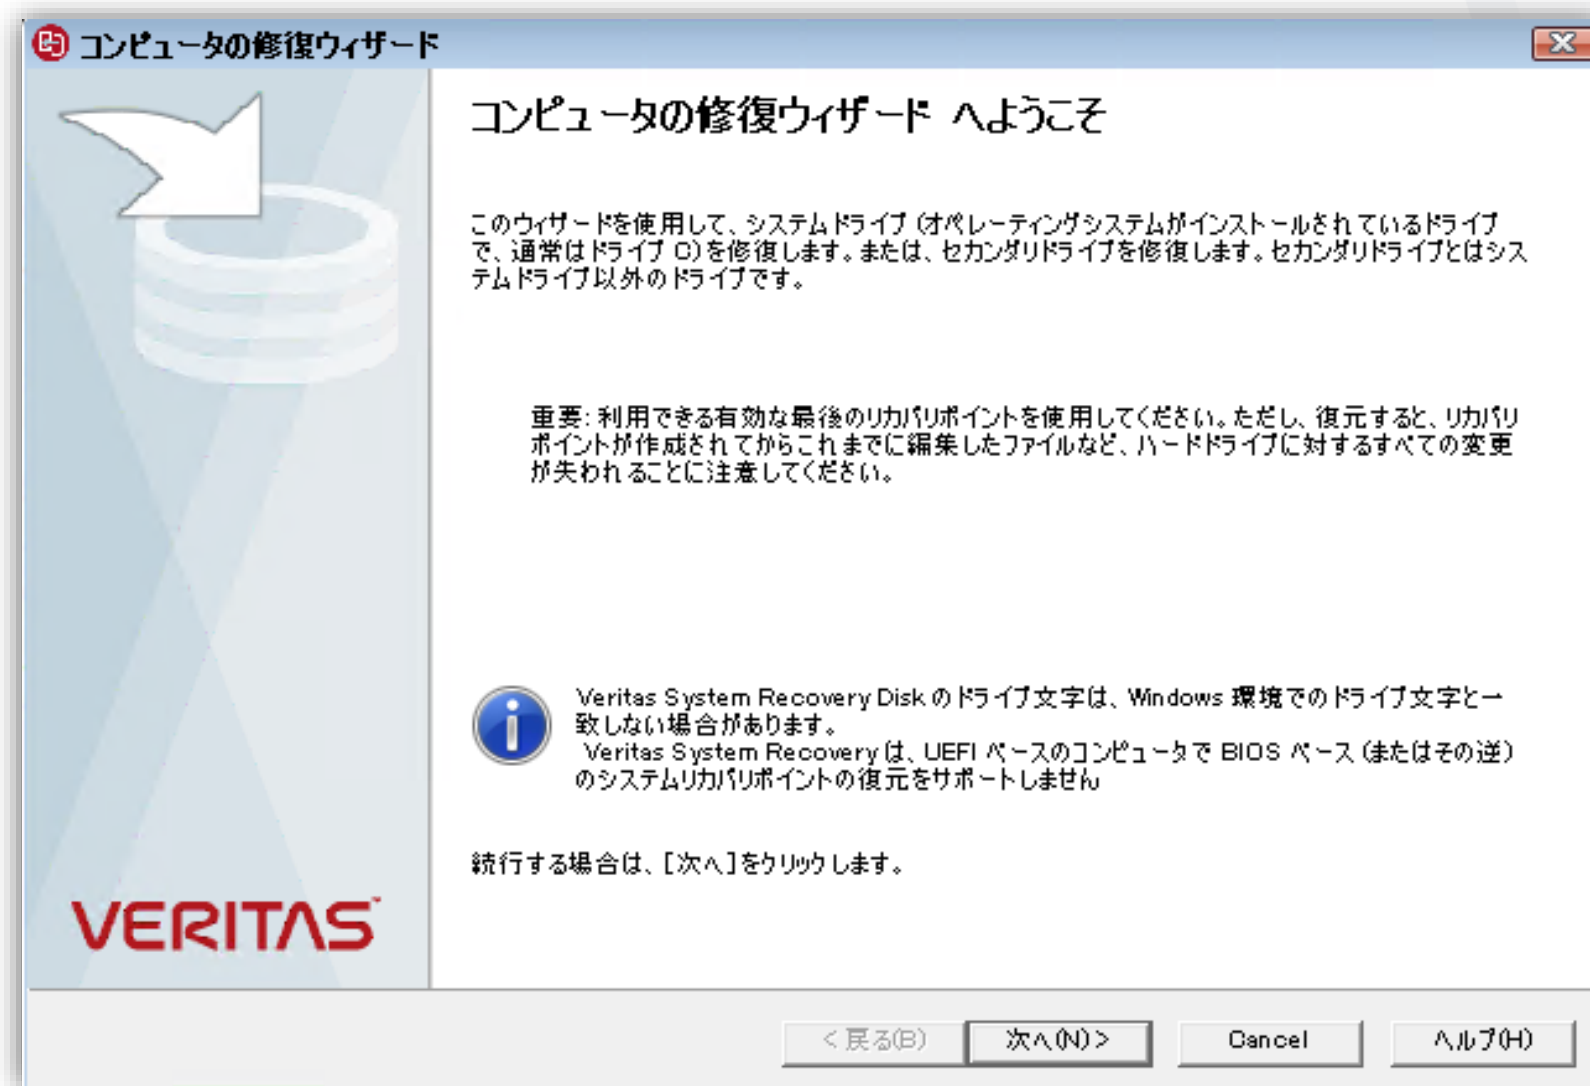 コンピュータの修復ウィザード
コンピュータの修復ウィザード へようこそ
このウィザードを使用して、システムドライブ (オペレーティングシステムがインストールされているドライブ
で、通常はドライブ C)を修復します。または、セカンダリドライブを修復します。セカンダリドライブとはシス
テムドライブ以外のドライブです。
重要: 利用できる有効な最後のリカバリポイントを使用してください。ただし、復元すると、リカバリ
ポイントが作成されてからこれまでに編集したファイルなど、ハードドライブに対するすべての変更
が失われることに注意してください。
Veritas System Recovery Disk のドライブ文字は、Windows 環境でのドライブ文字と一
致しない場合があります。
Veritas System Recovery は、UEFI ベースのコンピュータで BIOS ベース (またはその逆)
のシステムリカバリポイントの復元をサポートしません
続行する場合は、[次へ]をクリックします。
VERITAS™
< 戻る(B) 次へ(N) > Cancel ヘルプ(H)